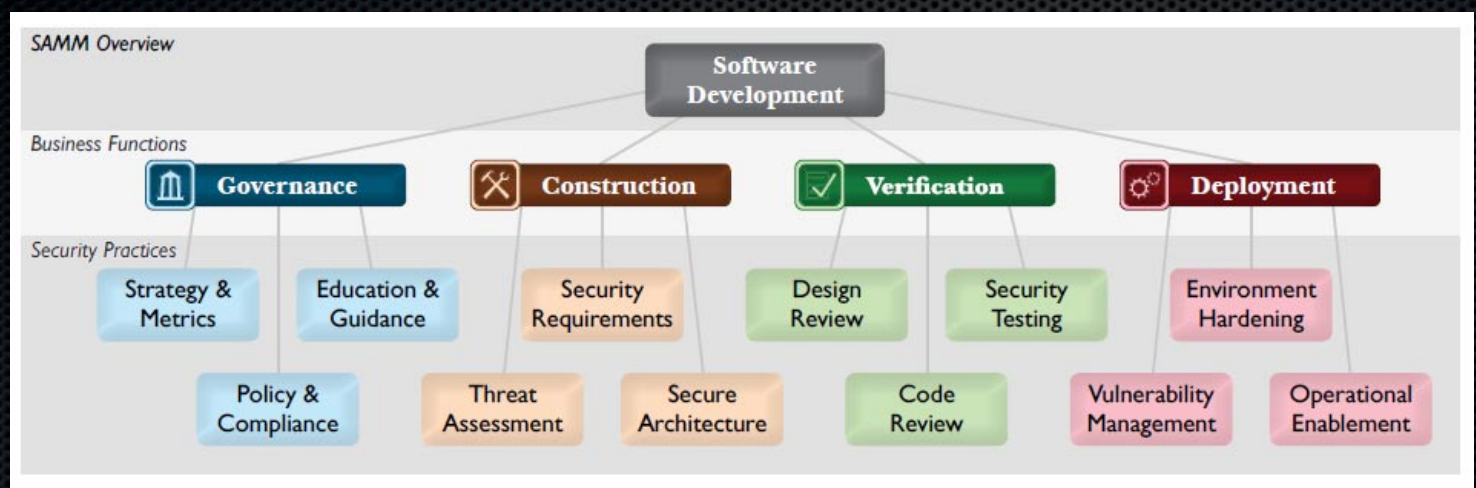 SAMM Overview
Software
Development
Business Functions
Governance
Construction
Verification
Deployment
Security Practices
Strategy &
Metrics
Education &
Guidance
Security
Requirements
Design
Review
Security
Testing
Environment
Hardening
Policy &
Compliance
Threat
Assessment
Secure
Architecture
Code
Review
Vulnerability
Management
Operational
Enablement